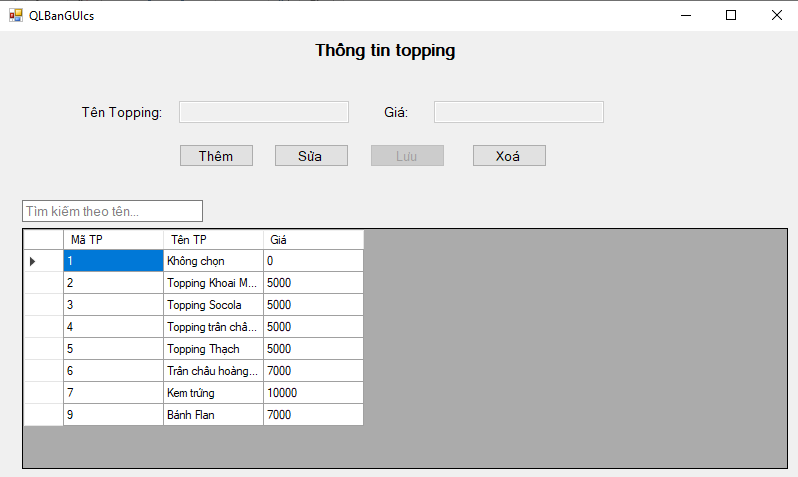 QLBanGUIcs
Thông tin topping
Tên Topping: Giá:
Thêm Sửa Lưu Xoá
Tìm kiếm theo tên...
Mã TP Tên TP Giá
1 Không chọn 0
2 Topping Khoai M... 5000
3 Topping Socola 5000
4 Topping trân châ... 5000
5 Topping Thạch 5000
6 Trân châu hoàng... 7000
7 Kem trứng 10000
9 Bánh Flan 7000